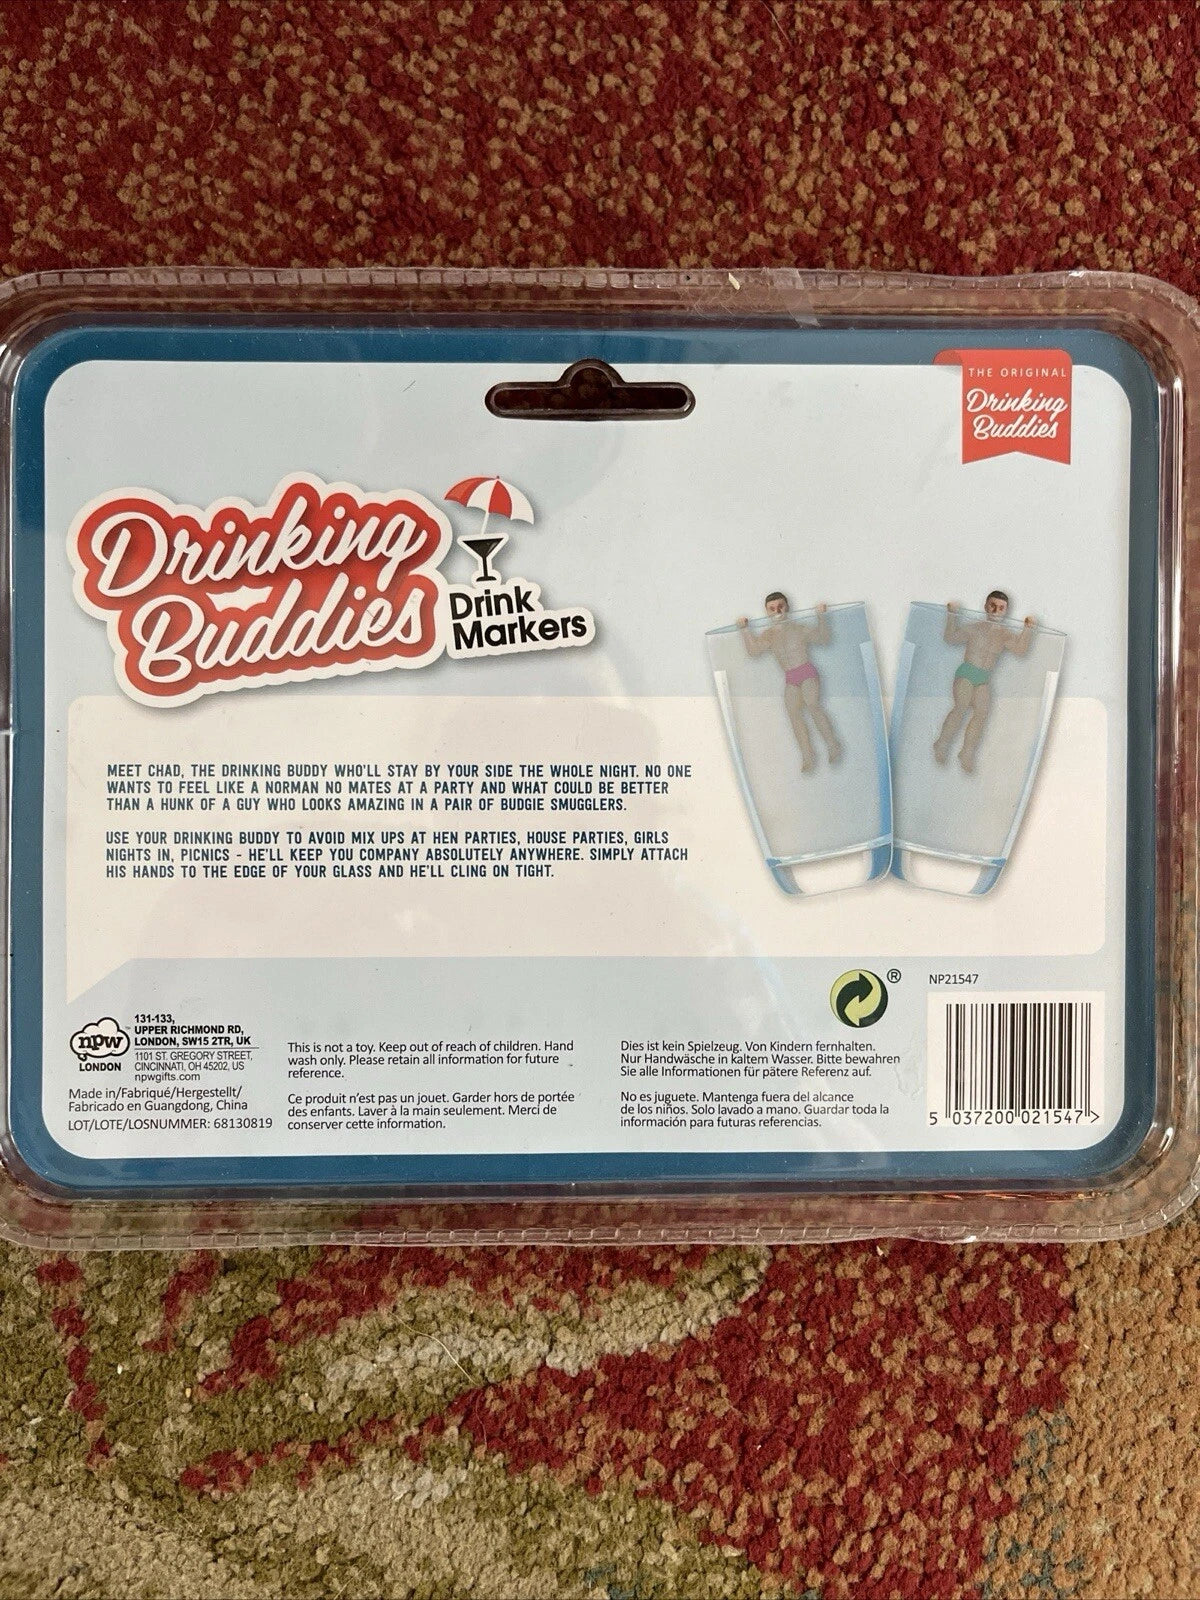 THE ORIGINAL
Drinking
Buddies
Drinking
Buddies
Drink
Markers
MEET CHAD, THE DRINKING BUDDY WHO'LL STAY BY YOUR SIDE THE WHOLE NIGHT. NO ONE
WANTS TO FEEL LIKE A NORMAN NO MATES AT A PARTY AND WHAT COULD BE BETTER
THAN A HUNK OF A GUY WHO LOOKS AMAZING IN A PAIR OF BUDGIE SMUGGLERS.
USE YOUR DRINKING BUDDY TO AVOID MIX UPS AT HEN PARTIES, HOUSE PARTIES, GIRLS
NIGHTS IN, PICNICS - HE'LL KEEP YOU COMPANY ABSOLUTELY ANYWHERE. SIMPLY ATTACH
HIS HANDS TO THE EDGE OF YOUR GLASS AND HE'LL CLING ON TIGHT.
npw
LONDON
131-133,
UPPER RICHMOND RD,
LONDON, SW15 2TR, UK
1101 ST. GREGORY STREET,
CINCINNATI, OH 45202, US
npwgifts.com
Made in/Fabriqué/Hergestellt/
Fabricado en Guangdong, China
LOT/LOTE/LOSNUMMER: 68130819
This is not a toy. Keep out of reach of children. Hand
wash only. Please retain all information for future
reference.
Ce produit n'est pas un jouet. Garder hors de portée
des enfants. Laver à la main seulement. Merci de
conserver cette information.
Dies ist kein Spielzeug. Von Kindern fernhalten.
Nur Handwäsche in kaltem Wasser. Bitte bewahren
Sie alle Informationen für pätere Referenz auf.
No es juguete. Mantenga fuera del alcance
de los niños. Solo lavado a mano. Guardar toda la
información para futuras referencias.
®
NP21547
5 037200 021547 >